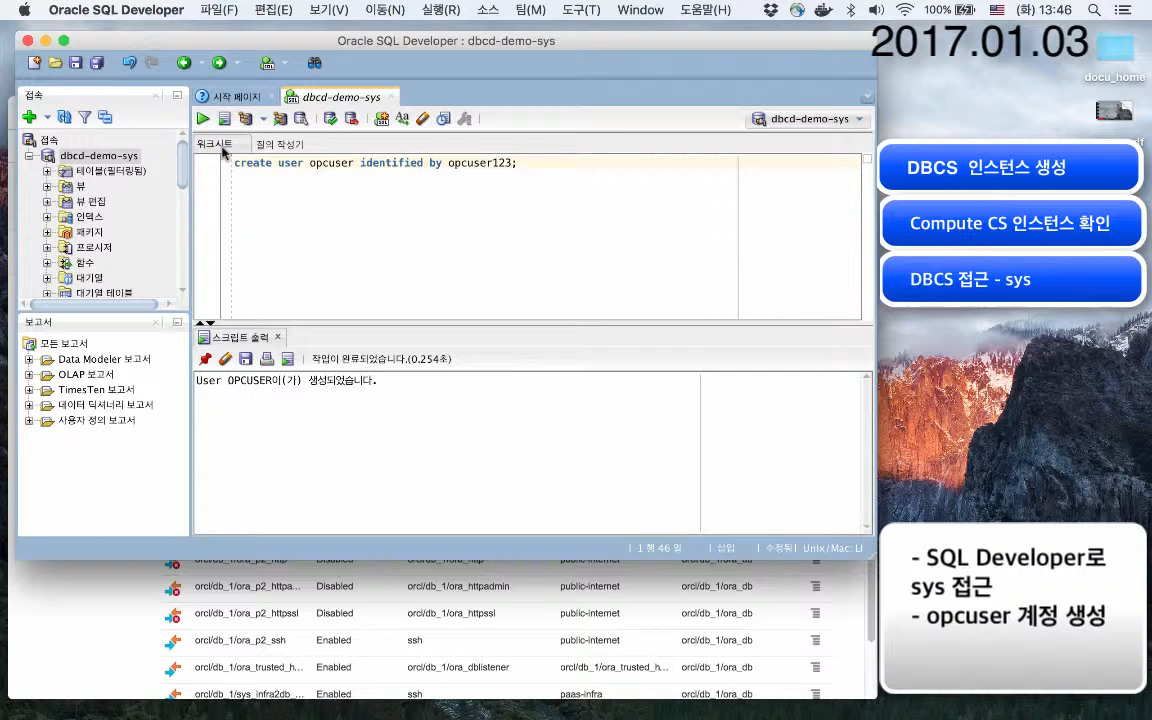 Oracle SQL Developer 파일(F) 편집(E) 보기(V) 이동(N) 실행(R) 소스 팀(M) 도구(T) Window 도움말(H) 100% (화) 13:46
Oracle SQL Developer : dbcd-demo-sys
2017.01.03
docu_home
접속
시작 페이지
dbcd-demo-sys
dbcd-demo-sys
워크시트 질의 작성기
create user opcuser identified by opcuser123;
접속
dbcd-demo-sys
테이블(필터링됨)
뷰
뷰 편집
인덱스
패키지
프로시저
함수
대기열
대기열 테이블
보고서
모든 보고서
Data Modeler 보고서
OLAP 보고서
TimesTen 보고서
데이터 딕셔너리 보고서
사용자 정의 보고서
스크립트 출력
작업이 완료되었습니다.(0.254초)
User OPCUSER이(가) 생성되었습니다.
1 행 46 열 삽입 수정됨 Unix/Mac: LI
orcl/db_1/ora_p2_http Disabled http public-internet orcl/db_1/ora_db
orcl/db_1/ora_p2_httpa... Disabled orcl/db_1/ora_httpadmin public-internet orcl/db_1/ora_db
orcl/db_1/ora_p2_httpssl Disabled orcl/db_1/ora_httpssl public-internet orcl/db_1/ora_db
orcl/db_1/ora_p2_ssh Enabled ssh public-internet orcl/db_1/ora_db
orcl/db_1/ora_trusted_h... Enabled orcl/db_1/ora_dblistener orcl/db_1/ora_trusted_h... orcl/db_1/ora_db
orcl/db_1/sys_infra2db_... Enabled ssh paas-infra orcl/db_1/ora_db
DBCS 인스턴스 생성
Compute CS 인스턴스 확인
DBCS 접근 - sys
- SQL Developer로
sys 접근
- opcuser 계정 생성